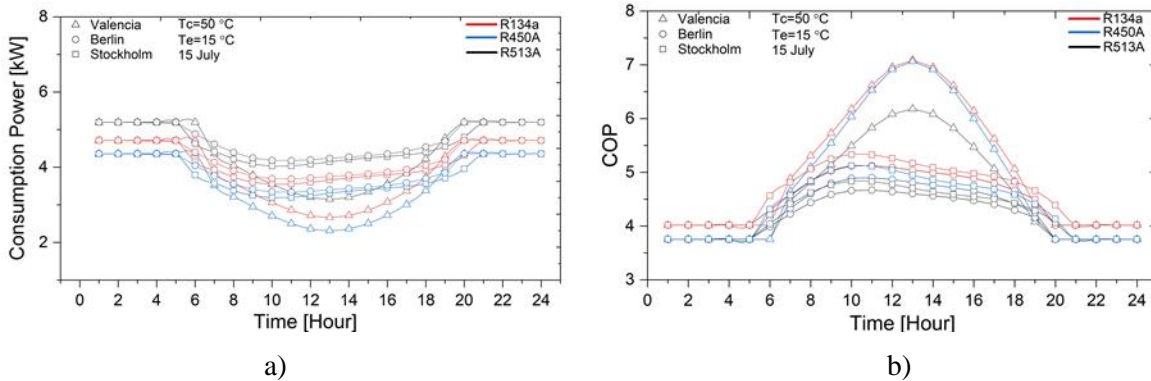 Consumption Power [kW]
8
6
4
2
Valencia Tc=50 °C
Berlin Te=15 °C
Stockholm 15 July
R134a
R450A
R513A
0 2 4 6 8 10 12 14 16 18 20 22 24
Time [Hour]
a)
COP
8
7
6
5
4
3
Valencia Tc=50 °C
Berlin Te=15 °C
Stockholm 15 July
R134a
R450A
R513A
0 2 4 6 8 10 12 14 16 18 20 22 24
Time [Hour]
b)